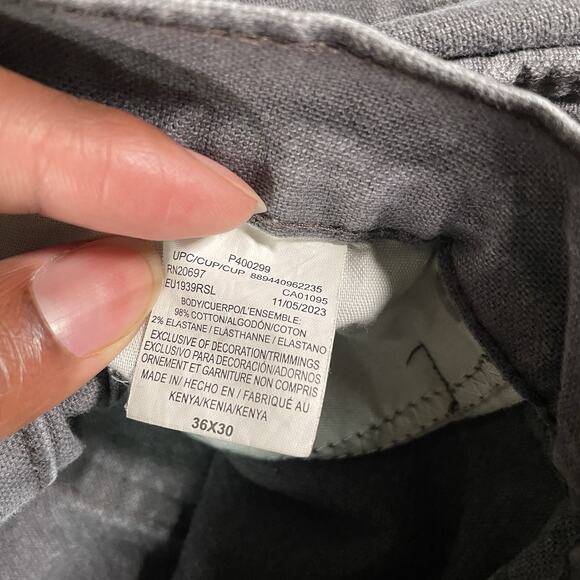 P400299
UPC/CUP/CUP 889440962235
RN20697 CA01095
EU1939RSL 11/05/2023
BODY/CUERPO/L'ENSEMBLE:
98% COTTON/ALGODÓN/COTON
2% ELASTANE / ELASTHANNE / ELASTANO
EXCLUSIVE OF DECORATION/TRIMMINGS
EXCLUSIVO PARA DECORACIÓN/ADORNOS
ORNEMENT ET GARNITURE NON COMPRIS
MADE IN/ HECHO EN / FABRIQUÉ AU
KENYA/KENIA/KENYA
36X30